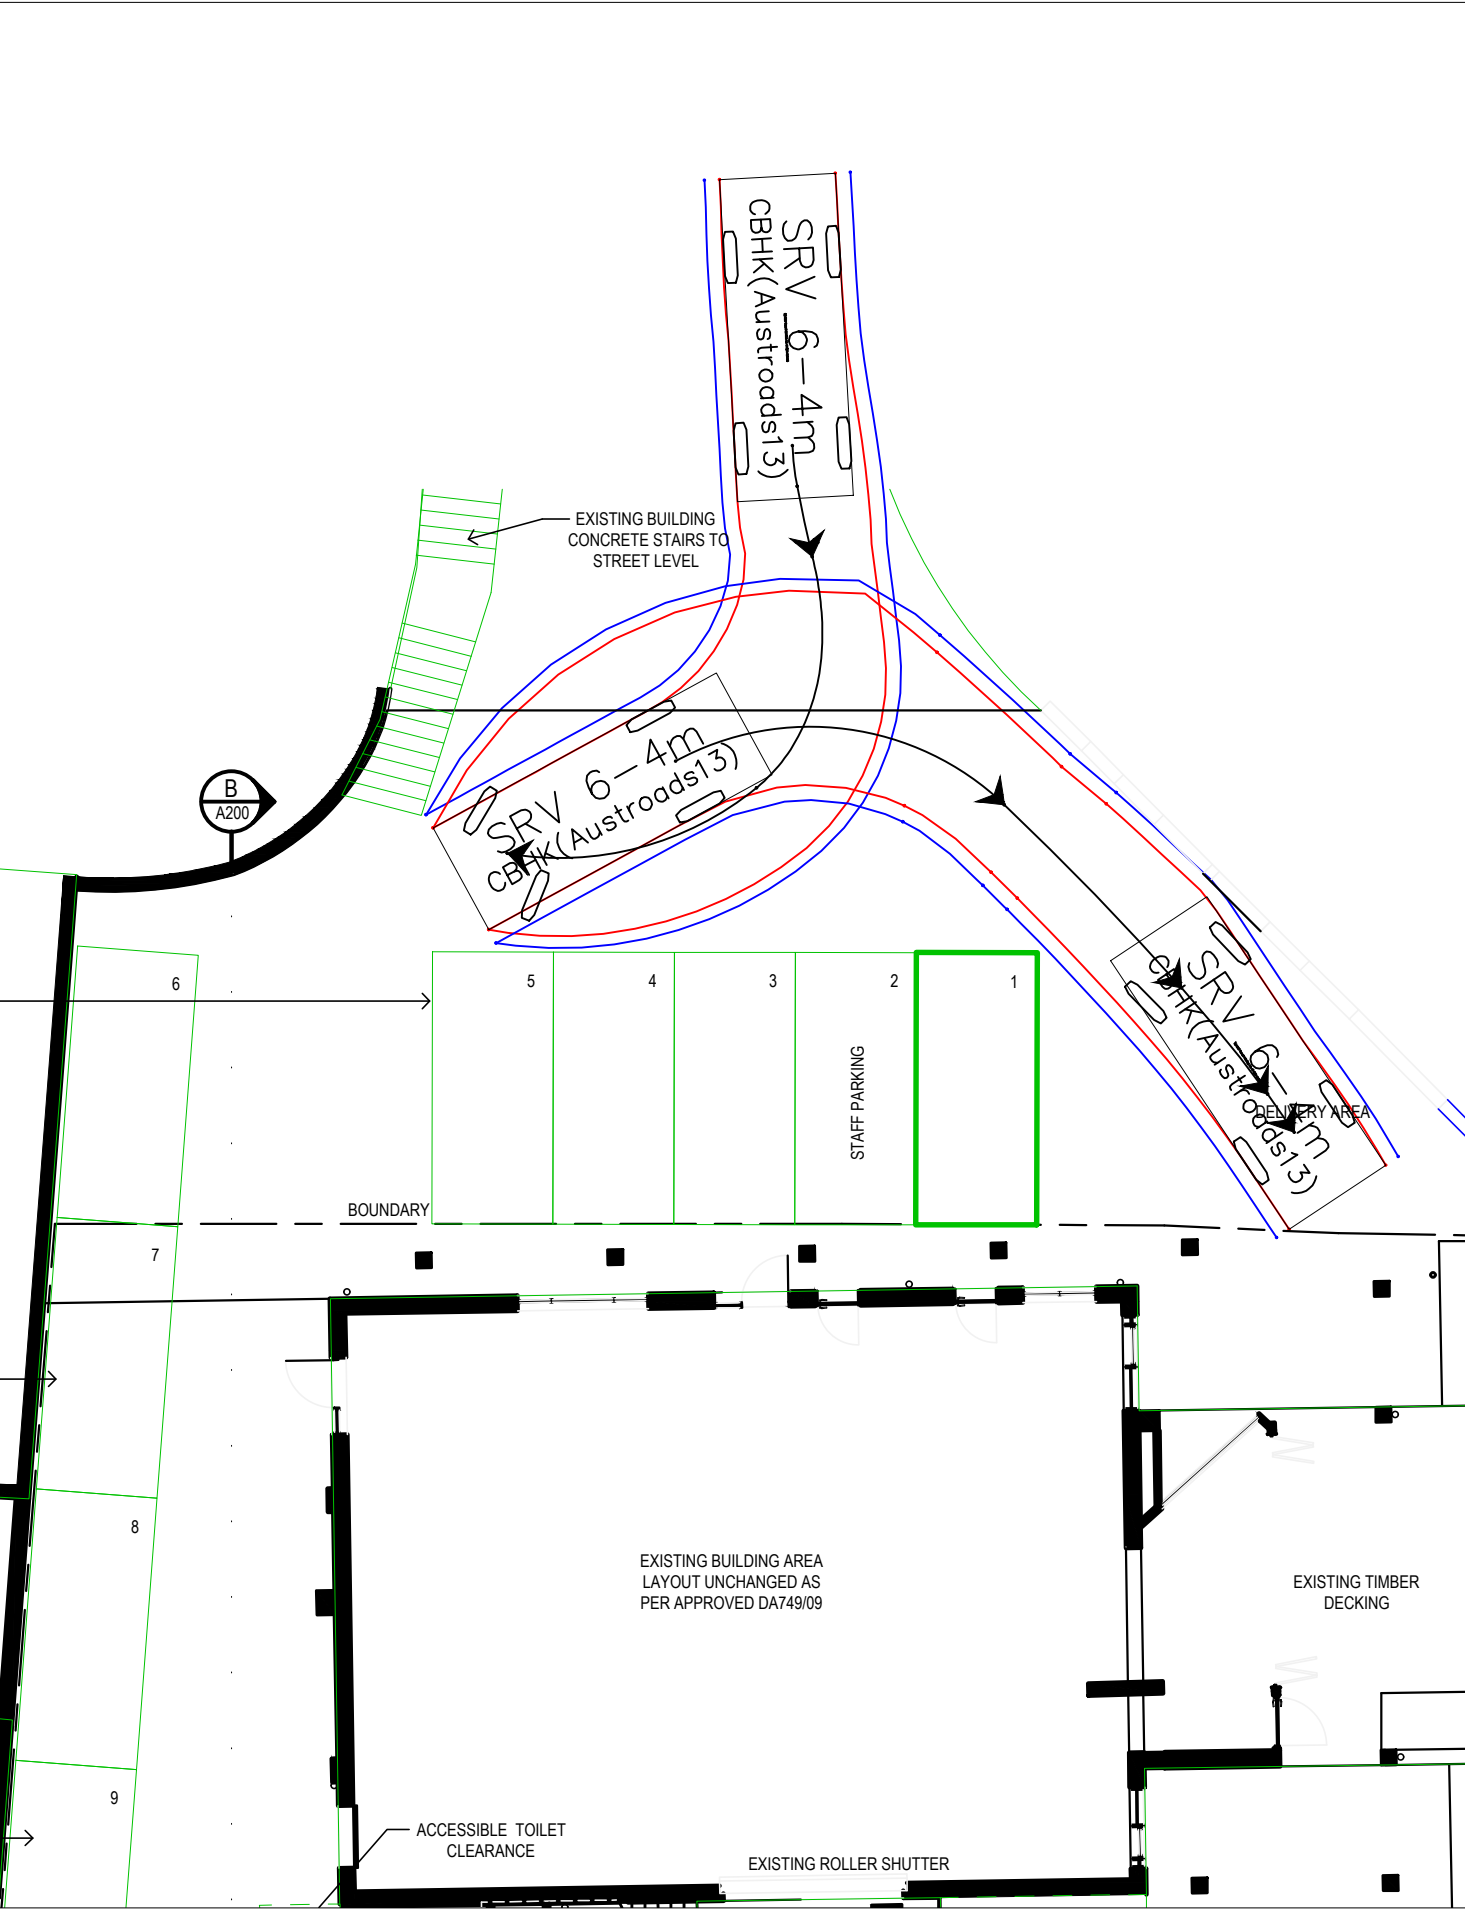 SRV 6-4m
CBHK(Austroads13)
EXISTING BUILDING
CONCRETE STAIRS TO
STREET LEVEL
SRV 6-4m
CBHK(Austroads13)
B
A200
SRV 6-4m
CBHK(Austroads13)
DELIVERY AREA
6
5
4
3
2
1
STAFF PARKING
BOUNDARY
7
8
EXISTING BUILDING AREA
LAYOUT UNCHANGED AS
PER APPROVED DA749/09
EXISTING TIMBER
DECKING
9
ACCESSIBLE TOILET
CLEARANCE
EXISTING ROLLER SHUTTER
M
M